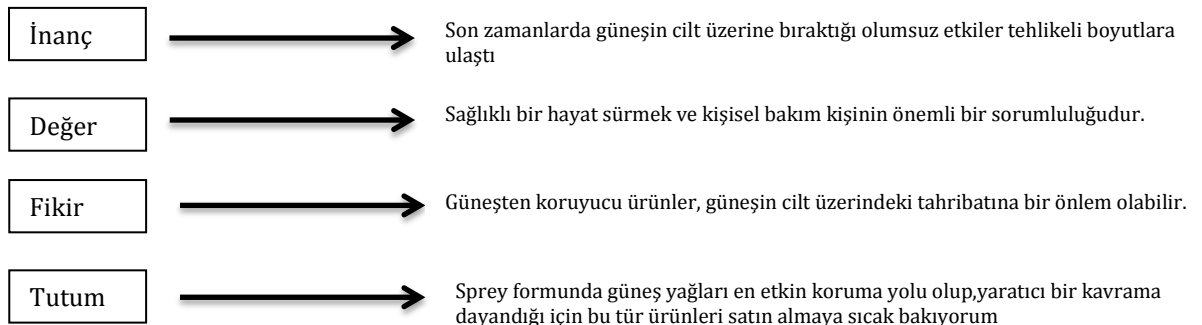 İnanç
Son zamanlarda güneşin cilt üzerine bıraktığı olumsuz etkiler tehlikeli boyutlara
ulaştı
Değer
Sağlıklı bir hayat sürmek ve kişisel bakım kişinin önemli bir sorumluluğudur.
Fikir
Güneşten koruyucu ürünler, güneşin cilt üzerindeki tahribatına bir önlem olabilir.
Tutum
Sprey formunda güneş yağları en etkin koruma yolu olup,yaratıcı bir kavrama
dayandığı için bu tür ürünleri satın almaya sıcak bakıyorum